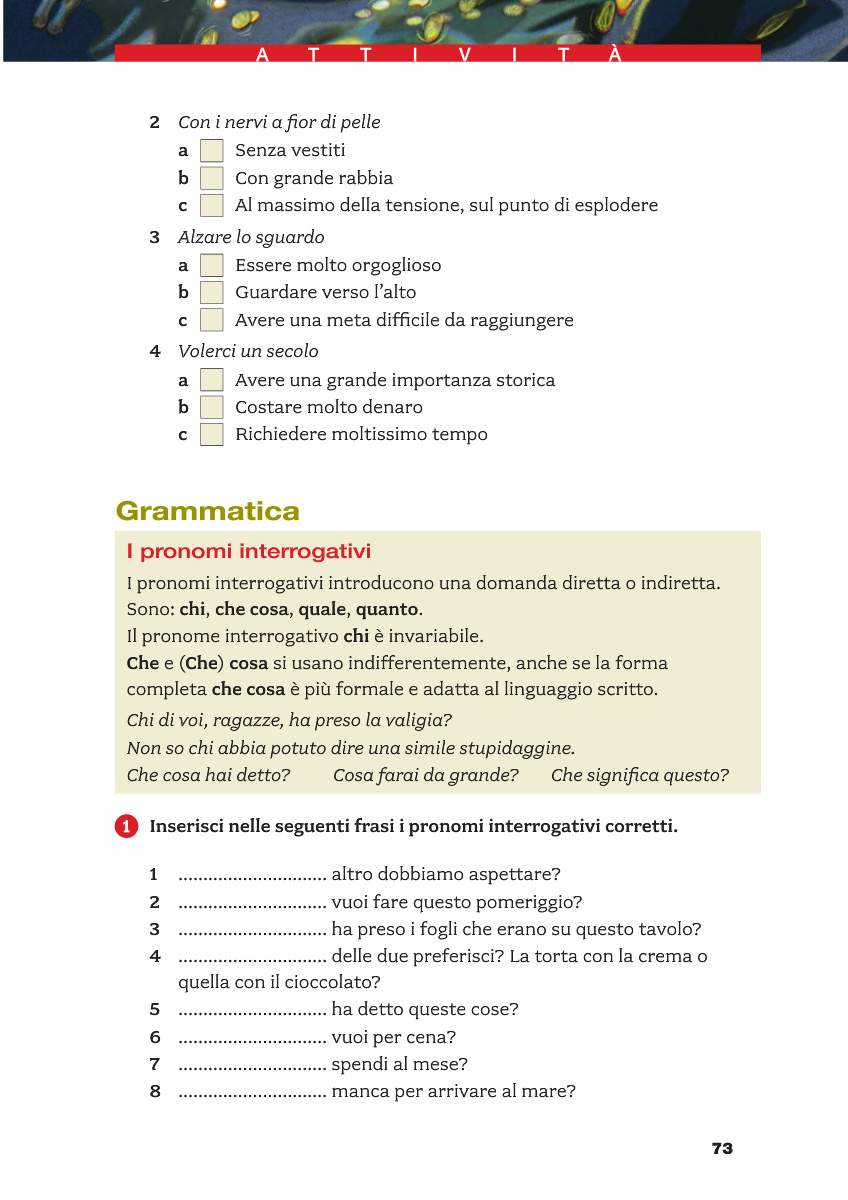 ATTIVITÀ
2 Con i nervi a fior di pelle
a Senza vestiti
b Con grande rabbia
c Al massimo della tensione, sul punto di esplodere
3 Alzare lo sguardo
a Essere molto orgoglioso
b Guardare verso l’alto
c Avere una meta difficile da raggiungere
4 Volerci un secolo
a Avere una grande importanza storica
b Costare molto denaro
c Richiedere moltissimo tempo
Grammatica
I pronomi interrogativi
I pronomi interrogativi introducono una domanda diretta o indiretta.
Sono: chi, che cosa, quale, quanto.
Il pronome interrogativo chi è invariabile.
Che e (Che) cosa si usano indifferentemente, anche se la forma
completa che cosa è più formale e adatta al linguaggio scritto.
Chi di voi, ragazze, ha preso la valigia?
Non so chi abbia potuto dire una simile stupidaggine.
Che cosa hai detto? Cosa farai da grande? Che significa questo?
1 Inserisci nelle seguenti frasi i pronomi interrogativi corretti.
1 .............................. altro dobbiamo aspettare?
2 .............................. vuoi fare questo pomeriggio?
3 .............................. ha preso i fogli che erano su questo tavolo?
4 .............................. delle due preferisci? La torta con la crema o
quella con il cioccolato?
5 .............................. ha detto queste cose?
6 .............................. vuoi per cena?
7 .............................. spendi al mese?
8 .............................. manca per arrivare al mare?
73